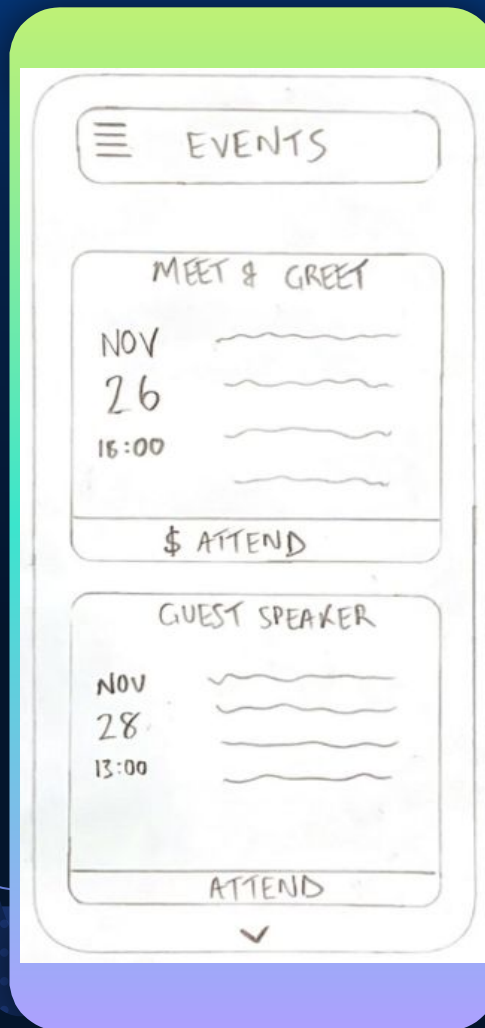 EVENTS
MEET & GREET
NOV
26
18:00
$ ATTEND
GUEST SPEAKER
NOV
28
13:00
ATTEND